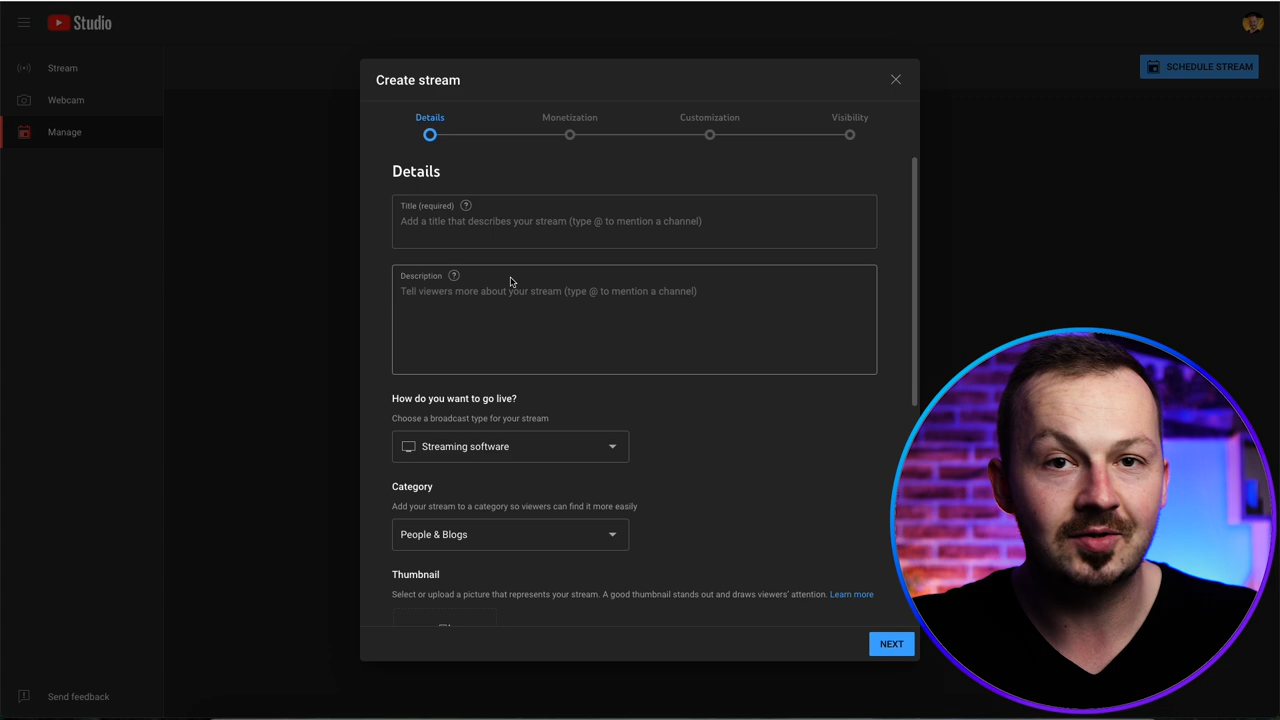 Studio
SCHEDULE STREAM
Stream
Webcam
Manage
Send feedback
Create stream
Details
Monetization
Customization
Visibility
Details
Title (required)
Add a title that describes your stream (type @ to mention a channel)
Description
Tell viewers more about your stream (type @ to mention a channel)
How do you want to go live?
Choose a broadcast type for your stream
Streaming software
Category
Add your stream to a category so viewers can find it more easily
People & Blogs
Thumbnail
Select or upload a picture that represents your stream. A good thumbnail stands out and draws viewers' attention. Learn more
NEXT